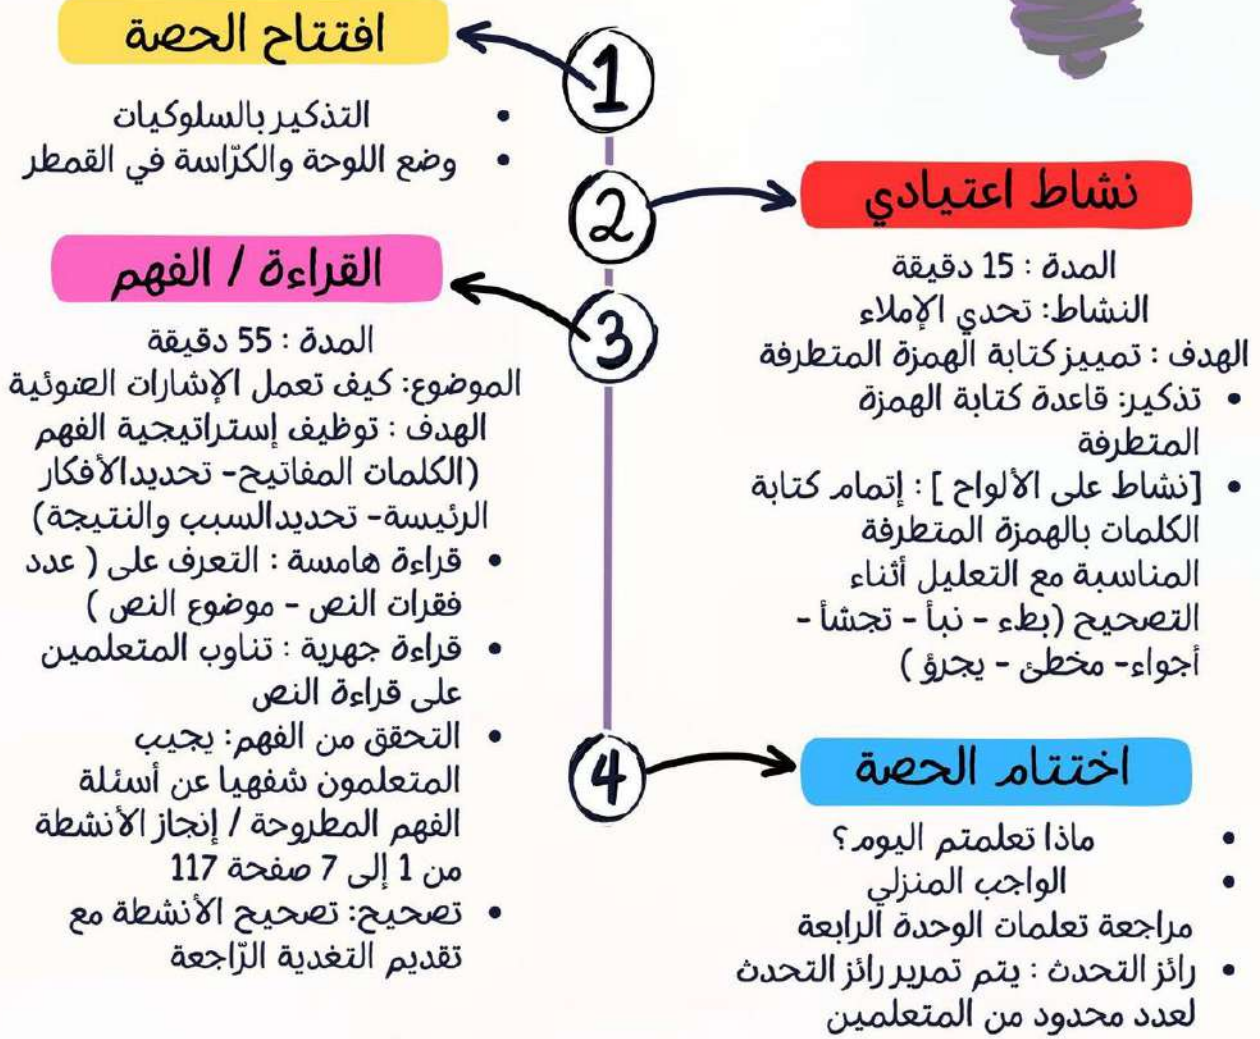 1
افتتاح الحصة
التذكير بالسلوكيات
وضع اللوحة والكرّاسة في القمطر
2
نشاط اعتيادي
المدة : 15 دقيقة
النشاط: تحدي الإملاء
الهدف : تمييز كتابة الهمزة المتطرفة
تذكير: قاعدة كتابة الهمزة
المتطرفة
[نشاط على الألواح ] : إتمام كتابة
الكلمات بالهمزة المتطرفة
المناسبة مع التعليل أثناء
التصحيح (بطء - نبأ - تجشأ -
أجواء- مخطئ - يجرؤ )
3
القراءة / الفهم
المدة : 55 دقيقة
الموضوع: كيف تعمل الإشارات الضوئية
الهدف : توظيف إستراتيجية الفهم
(الكلمات المفاتيح- تحديدالأفكار
الرئيسة- تحديدالسبب والنتيجة)
قراءة هامسة : التعرف على ( عدد
فقرات النص - موضوع النص )
قراءة جهرية : تناوب المتعلمين
على قراءة النص
التحقق من الفهم: يجيب
المتعلمون شفهيا عن أسئلة
الفهم المطروحة / إنجاز الأنشطة
من 1 إلى 7 صفحة 117
تصحيح: تصحيح الأنشطة مع
تقديم التغدية الرّاجعة
4
اختتام الحصة
ماذا تعلمتم اليوم؟
الواجب المنزلي
مراجعة تعلمات الوحدة الرابعة
رائز التحدث : يتم تمرير رائز التحدث
لعدد محدود من المتعلمين